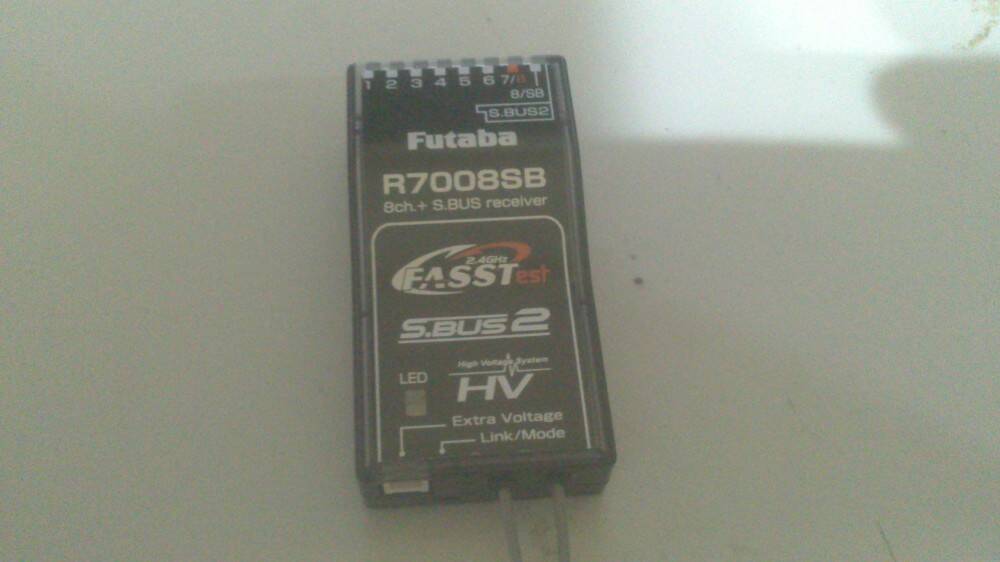 1 2 3 4 5 6 7/B
8/SB
S.BUS2
Futaba
R7008SB
8ch.+ S.BUS receiver
2.4GHz
FASSTest
S.BUS2
High Voltage System
HV
LED
Extra Voltage
Link/Mode